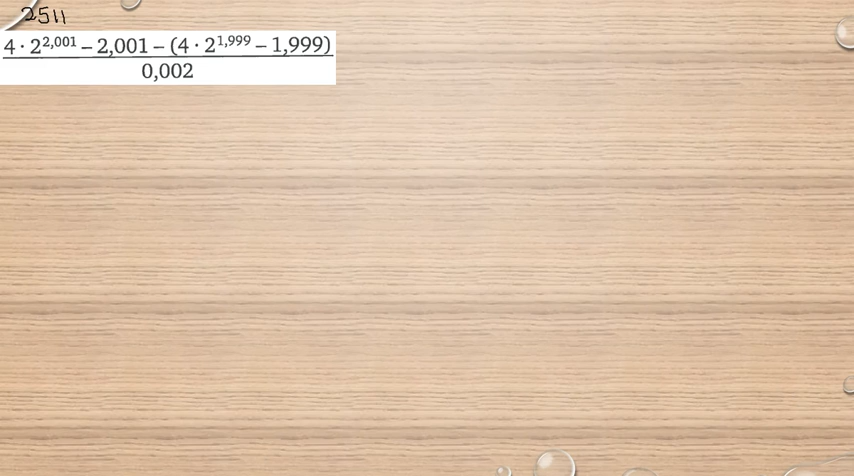 2511
4 · 2^{2,001} – 2,001 – (4 · 2^{1,999} – 1,999)
0,002